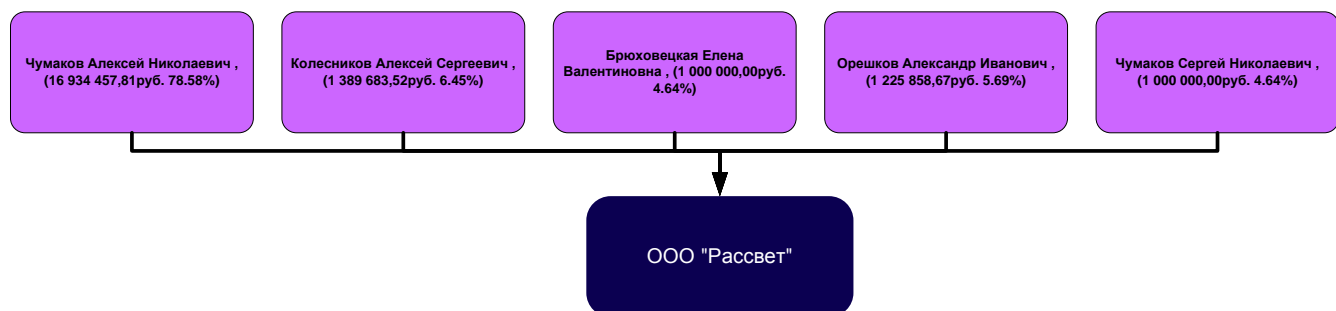 Чумаков Алексей Николаевич ,
(16 934 457,81руб. 78.58%)
Колесников Алексей Сергеевич ,
(1 389 683,52руб. 6.45%)
Брюховецкая Елена
Валентиновна , (1 000 000,00руб.
4.64%)
Орешков Александр Иванович ,
(1 225 858,67руб. 5.69%)
Чумаков Сергей Николаевич ,
(1 000 000,00руб. 4.64%)
ООО "Рассвет"